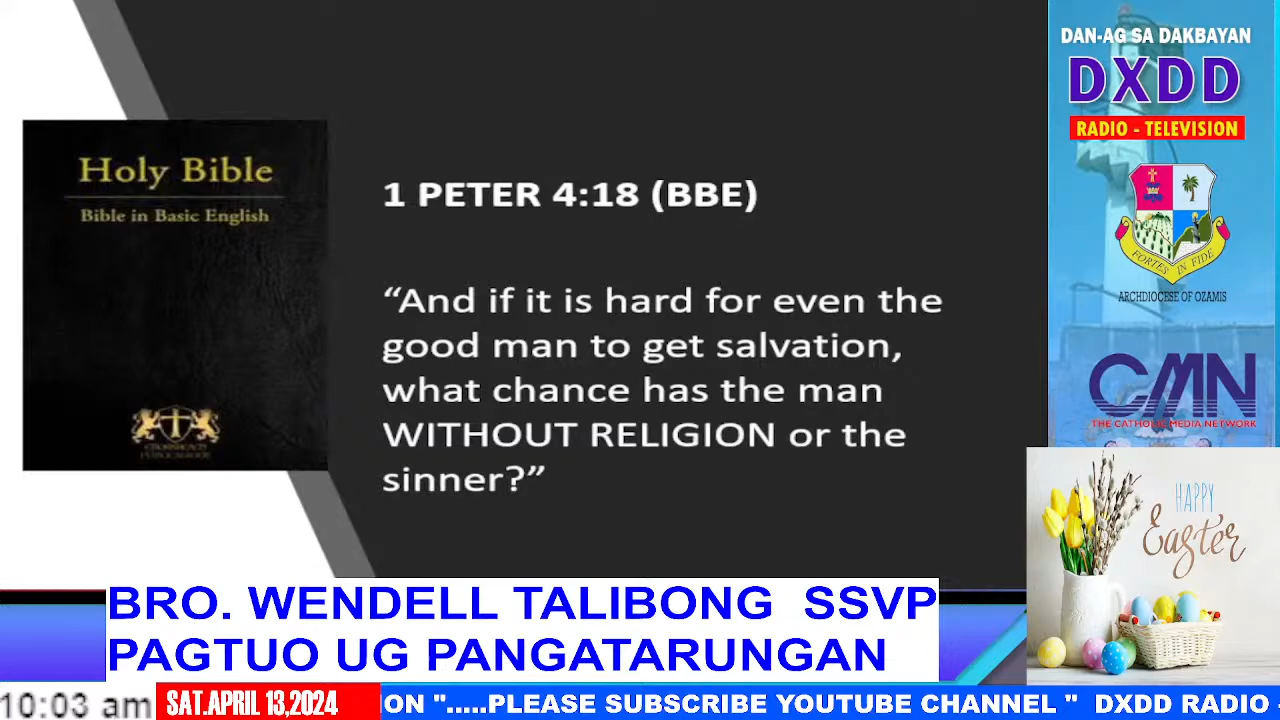 Holy Bible
Bible in Basic English
1 PETER 4:18 (BBE)
“And if it is hard for even the
good man to get salvation,
what chance has the man
WITHOUT RELIGION or the
sinner?”
DAN-AG SA DAKBAYAN
DXDD
RADIO - TELEVISION
FORTES IN FIDE
ARCHDIOCESE OF OZAMIS
CMN
THE CATHOLIC MEDIA NETWORK
HAPPY
Easter
BRO. WENDELL TALIBONG SSVP
PAGTUO UG PANGATARUNGAN
10:03 am
SAT.APRIL 13,2024
ON ".....PLEASE SUBSCRIBE YOUTUBE CHANNEL " DXDD RADIO